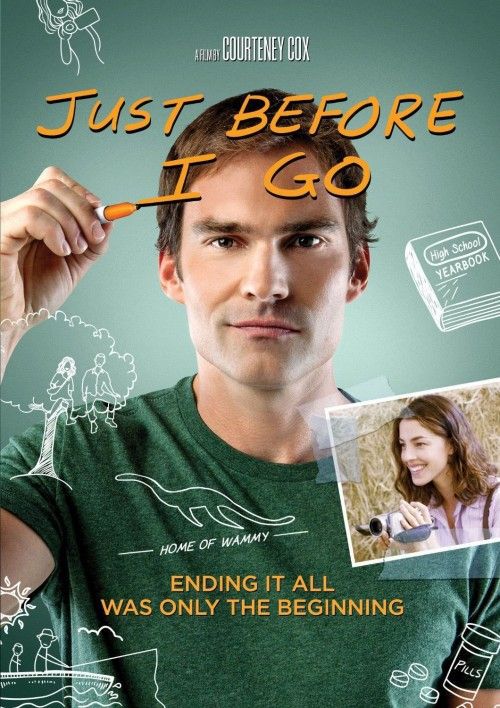 A FILM BY COURTENEY COX
JUST BEFORE
I GO
High School
YEARBOOK
HOME OF WAMMY
ENDING IT ALL
WAS ONLY THE BEGINNING
PILLS